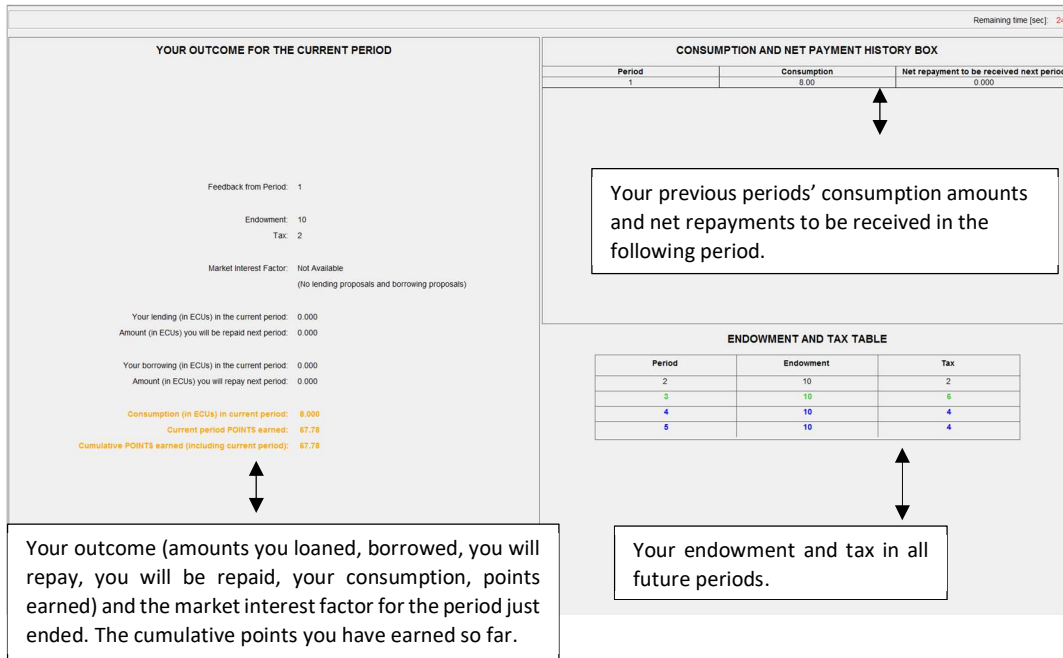 Remaining time [sec]: 24
YOUR OUTCOME FOR THE CURRENT PERIOD
Feedback from Period: 1
Endowment: 10
Tax: 2
Market Interest Factor: Not Available
(No lending proposals and borrowing proposals)
Your lending (in ECUs) in the current period: 0.000
Amount (in ECUs) you will be repaid next period: 0.000
Your borrowing (in ECUs) in the current period: 0.000
Amount (in ECUs) you will repay next period: 0.000
Consumption (in ECUs) in current period: 8.000
Current period POINTS earned: 67.78
Cumulative POINTS earned (including current period): 67.78
Your outcome (amounts you loaned, borrowed, you will
repay, you will be repaid, your consumption, points
earned) and the market interest factor for the period just
ended. The cumulative points you have earned so far.
CONSUMPTION AND NET PAYMENT HISTORY BOX
Period Consumption Net repayment to be received next period
1 8.00 0.000
Your previous periods’ consumption amounts
and net repayments to be received in the
following period.
ENDOWMENT AND TAX TABLE
Period Endowment Tax
2 10 2
3 10 6
4 10 4
5 10 4
Your endowment and tax in all
future periods.